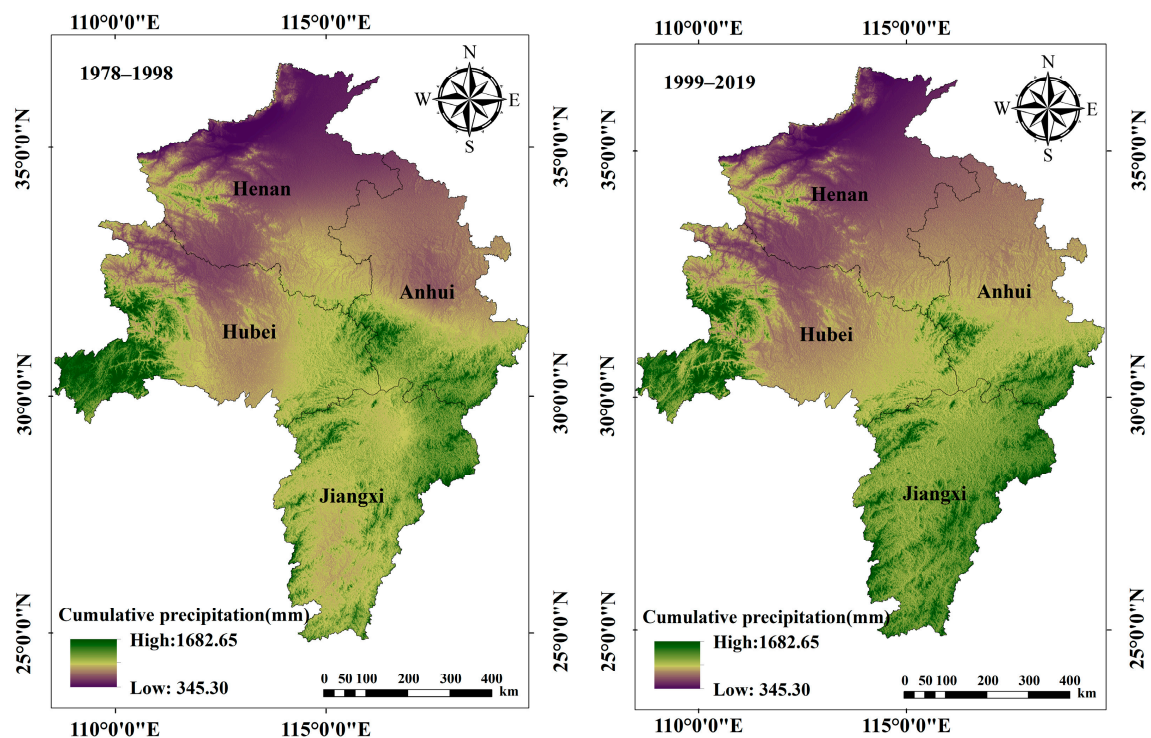 110°0'0"E 115°0'0"E
1978–1998
N
W E
S
35°0'0"N 35°0'0"N
Henan
Anhui
Hubei
30°0'0"N 30°0'0"N
Jiangxi
Cumulative precipitation(mm)
High:1682.65
Low: 345.30
25°0'0"N 25°0'0"N
0 50 100 200 300 400
km
110°0'0"E 115°0'0"E
110°0'0"E 115°0'0"E
1999–2019
N
W E
S
35°0'0"N 35°0'0"N
Henan
Anhui
Hubei
30°0'0"N 30°0'0"N
Jiangxi
Cumulative precipitation(mm)
High:1682.65
Low: 345.30
25°0'0"N 25°0'0"N
0 50 100 200 300 400
km
110°0'0"E 115°0'0"E